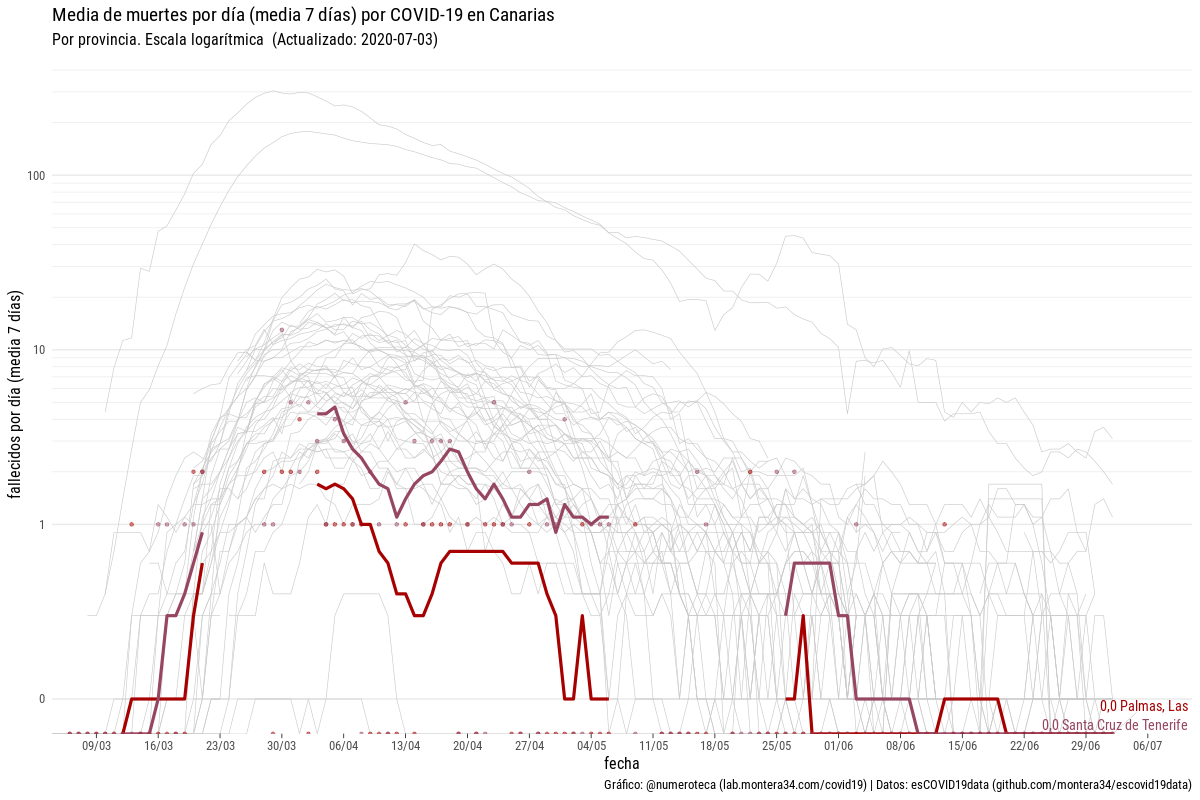 Media de muertes por día (media 7 días) por COVID-19 en Canarias
Por provincia. Escala logarítmica  (Actualizado: 2020-07-03)
fallecidos por día (media  7 días)
100
10
1
0
0,0 Palmas, Las
0,0 Santa Cruz de Tenerife
09/03 16/03 23/03 30/03 06/04 13/04 20/04 27/04 04/05 11/05 18/05 25/05 01/06 08/06 15/06 22/06 29/06 06/07
fecha
Gráfico: @numeroteca (lab.montera34.com/covid19) | Datos: esCOVID19data (github.com/montera34/escovid19data)